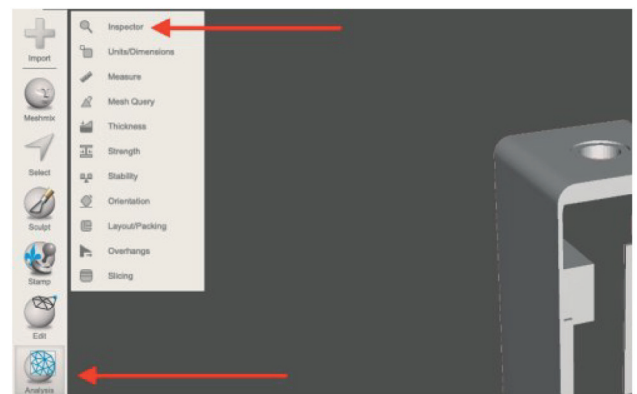 Import
Meshmix
Select
Sculpt
Stamp
Edit
Analysis
Inspector
Units/Dimensions
Measure
Mesh Query
Thickness
Strength
Stability
Orientation
Layout/Packing
Overhangs
Slicing